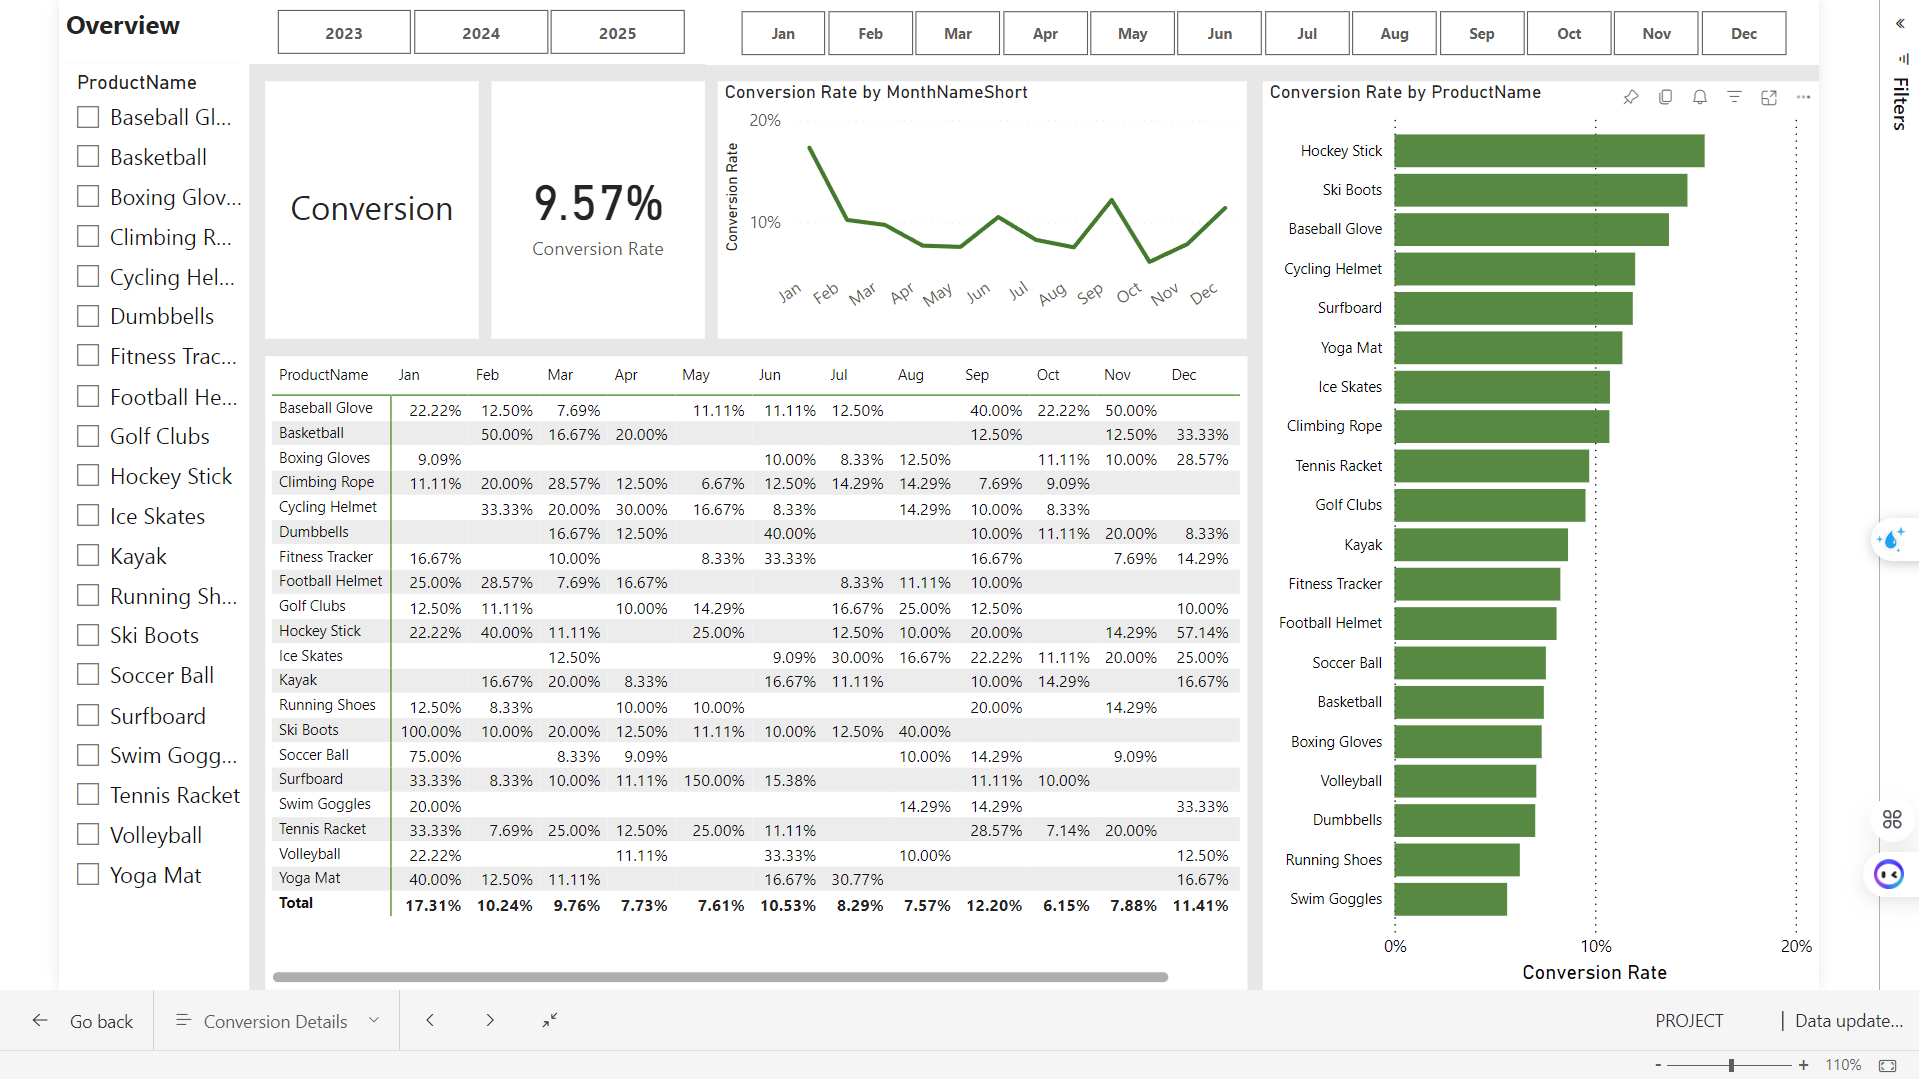 Overview
2023 2024 2025
Jan Feb Mar Apr May Jun Jul Aug Sep Oct Nov Dec
ProductName
Baseball Gl...
Basketball
Boxing Glov...
Climbing R...
Cycling Hel...
Dumbbells
Fitness Trac...
Football He...
Golf Clubs
Hockey Stick
Ice Skates
Kayak
Running Sh...
Ski Boots
Soccer Ball
Surfboard
Swim Gogg...
Tennis Racket
Volleyball
Yoga Mat
Conversion
9.57%
Conversion Rate
Conversion Rate by MonthNameShort
Conversion Rate
20%
10%
Jan Feb Mar Apr May Jun Jul Aug Sep Oct Nov Dec
ProductName Jan Feb Mar Apr May Jun Jul Aug Sep Oct Nov Dec
Baseball Glove 22.22% 12.50% 7.69% 11.11% 11.11% 12.50% 40.00% 22.22% 50.00%
Basketball 50.00% 16.67% 20.00% 12.50% 12.50% 33.33%
Boxing Gloves 9.09% 10.00% 8.33% 12.50% 11.11% 10.00% 28.57%
Climbing Rope 11.11% 20.00% 28.57% 12.50% 6.67% 12.50% 14.29% 14.29% 7.69% 9.09%
Cycling Helmet 33.33% 20.00% 30.00% 16.67% 8.33% 14.29% 10.00% 8.33%
Dumbbells 16.67% 12.50% 40.00% 10.00% 11.11% 20.00% 8.33%
Fitness Tracker 16.67% 10.00% 8.33% 33.33% 16.67% 7.69% 14.29%
Football Helmet 25.00% 28.57% 7.69% 16.67% 8.33% 11.11% 10.00%
Golf Clubs 12.50% 11.11% 10.00% 14.29% 16.67% 25.00% 12.50% 10.00%
Hockey Stick 22.22% 40.00% 11.11% 25.00% 12.50% 10.00% 20.00% 14.29% 57.14%
Ice Skates 12.50% 9.09% 30.00% 16.67% 22.22% 11.11% 20.00% 25.00%
Kayak 16.67% 20.00% 8.33% 16.67% 11.11% 10.00% 14.29% 16.67%
Running Shoes 12.50% 8.33% 10.00% 10.00% 20.00% 14.29%
Ski Boots 100.00% 10.00% 20.00% 12.50% 11.11% 10.00% 12.50% 40.00%
Soccer Ball 75.00% 8.33% 9.09% 10.00% 14.29% 9.09%
Surfboard 33.33% 8.33% 10.00% 11.11% 150.00% 15.38% 11.11% 10.00%
Swim Goggles 20.00% 14.29% 14.29% 33.33%
Tennis Racket 33.33% 7.69% 25.00% 12.50% 25.00% 11.11% 28.57% 7.14% 20.00%
Volleyball 22.22% 11.11% 33.33% 10.00% 12.50%
Yoga Mat 40.00% 12.50% 11.11% 16.67% 30.77% 16.67%
Total 17.31% 10.24% 9.76% 7.73% 7.61% 10.53% 8.29% 7.57% 12.20% 6.15% 7.88% 11.41%
Conversion Rate by ProductName
Hockey Stick
Ski Boots
Baseball Glove
Cycling Helmet
Surfboard
Yoga Mat
Ice Skates
Climbing Rope
Tennis Racket
Golf Clubs
Kayak
Fitness Tracker
Football Helmet
Soccer Ball
Basketball
Boxing Gloves
Volleyball
Dumbbells
Running Shoes
Swim Goggles
0% 10% 20%
Conversion Rate
Filters
Go back
Conversion Details
PROJECT
Data update...
- + 110%